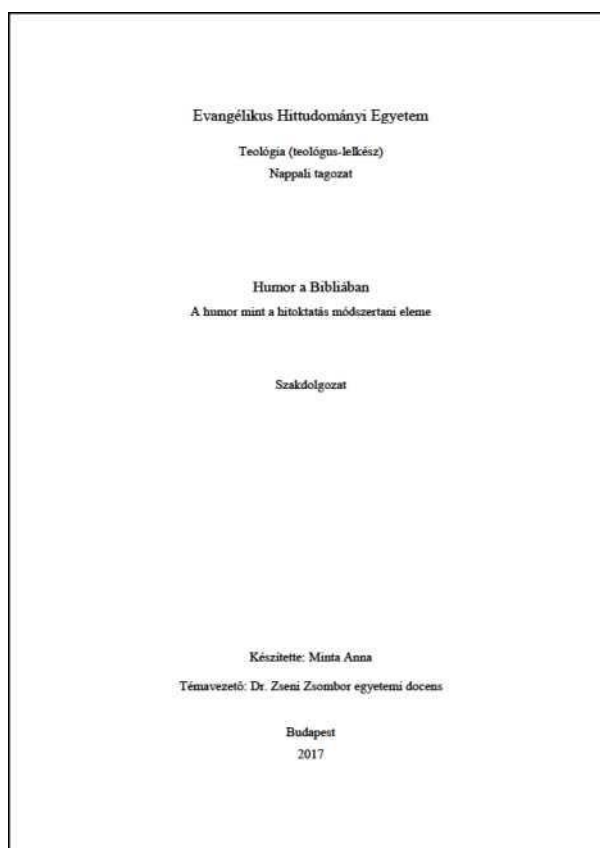 Evangélikus Hittudományi Egyetem
Teológia (teológus-lelkész)
Nappali tagozat
Humor a Bibliában
A humor mint a hitoktatás módszertani eleme
Szakdolgozat
Készítette: Minta Anna
Témavezető: Dr. Zseni Zsombor egyetemi docens
Budapest
2017